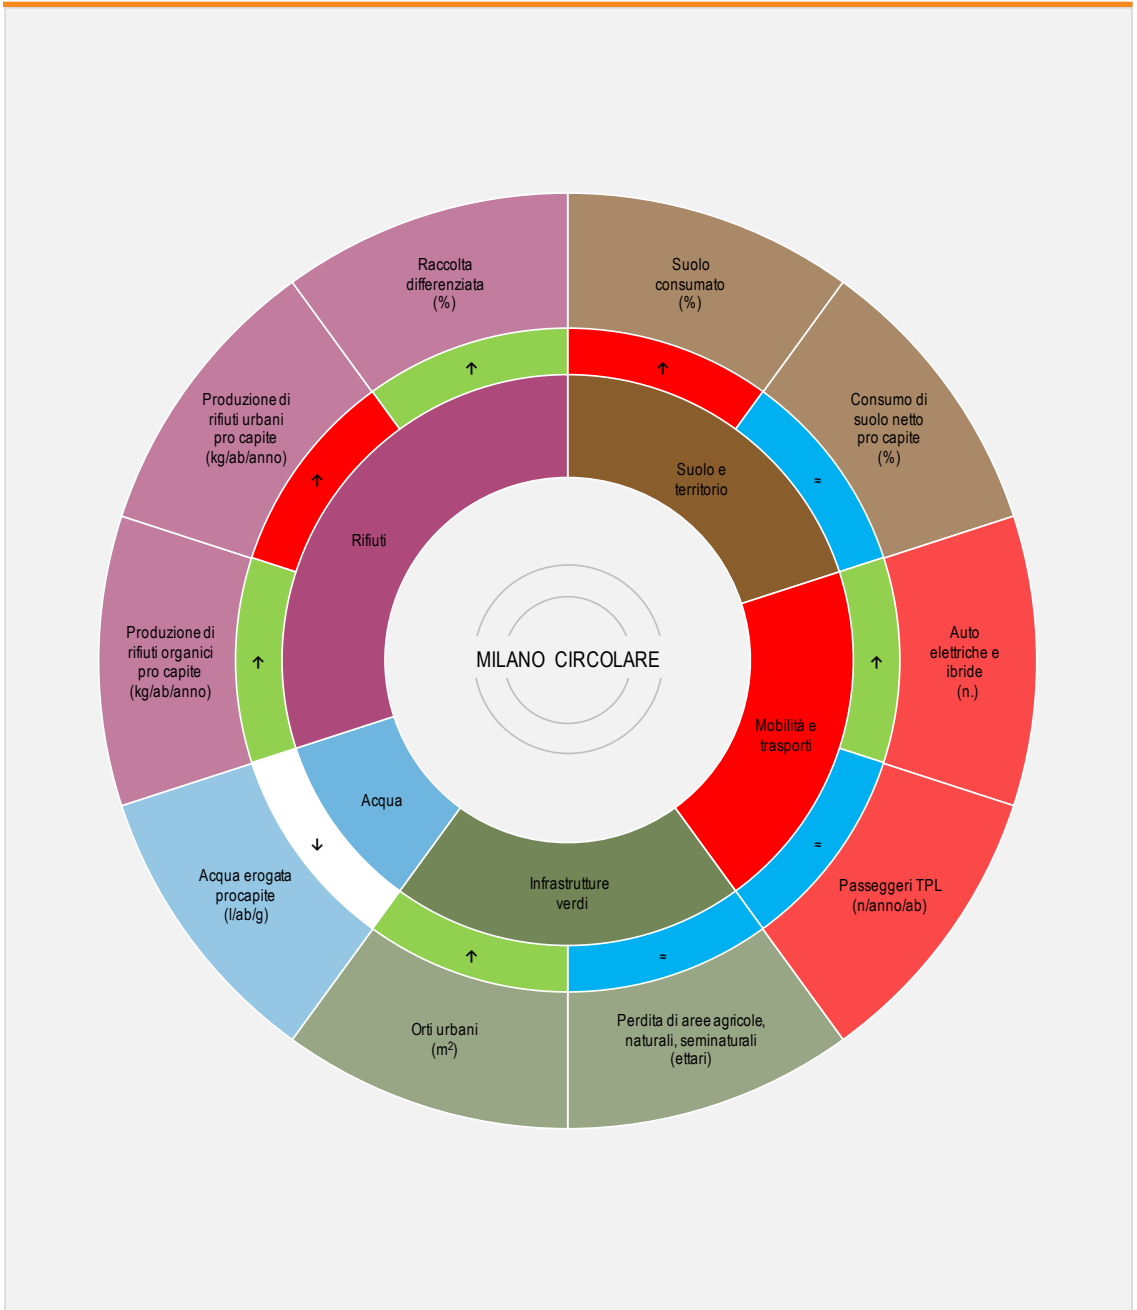 Raccolta
differenziata
(%)
↑
Suolo
consumato
(%)
↑
Produzione di
rifiuti urbani
pro capite
(kg/ab/anno)
↑
Consumo di
suolo netto
pro capite
(%)
≈
Suolo e
territorio
Rifiuti
Produzione di
rifiuti organici
pro capite
(kg/ab/anno)
↑
MILANO CIRCOLARE
Auto
elettriche e
ibride
(n.)
↑
Mobilità e
trasporti
Acqua
Acqua erogata
procapite
(l/ab/g)
↓
Infrastrutture
verdi
Passeggeri TPL
(n/anno/ab)
≈
Orti urbani
(m²)
↑
Perdita di aree agricole,
naturali, seminaturali
(ettari)
≈